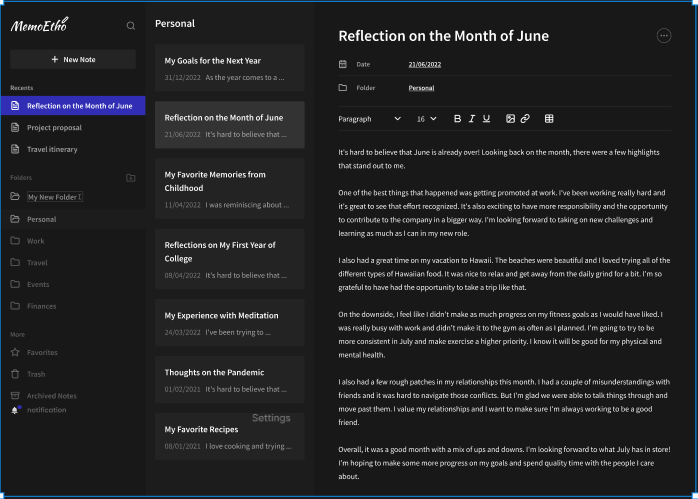 MemoEtho
+ New Note
Recents
Reflection on the Month of June
Project proposal
Travel itinerary
Folders
My New Folder
Personal
Work
Travel
Events
Finances
More
Favorites
Trash
Archived Notes
notification
Personal
My Goals for the Next Year
31/12/2022 As the year comes to a ...
Reflection on the Month of June
21/06/2022 It's hard to believe that ...
My Favorite Memories from
Childhood
11/04/2022 I was reminiscing about ...
Reflections on My First Year of
College
08/04/2022 It's hard to believe that ...
My Experience with Meditation
24/03/2022 I've been trying to ...
Thoughts on the Pandemic
01/02/2021 It's hard to believe that ...
Settings
My Favorite Recipes
08/01/2021 I love cooking and trying ...
Reflection on the Month of June
Date 21/06/2022
Folder Personal
Paragraph 16 B I U
It's hard to believe that June is already over! Looking back on the month, there were a few highlights
that stand out to me.
One of the best things that happened was getting promoted at work. I've been working really hard and
it's great to see that effort recognized. It's also exciting to have more responsibility and the opportunity
to contribute to the company in a bigger way. I'm looking forward to taking on new challenges and
learning as much as I can in my new role.
I also had a great time on my vacation to Hawaii. The beaches were beautiful and I loved trying all of the
different types of Hawaiian food. It was nice to relax and get away from the daily grind for a bit. I'm so
grateful to have had the opportunity to take a trip like that.
On the downside, I feel like I didn't make as much progress on my fitness goals as I would have liked. I
was really busy with work and didn't make it to the gym as often as I planned. I'm going to try to be
more consistent in July and make exercise a higher priority. I know it will be good for my physical and
mental health.
I also had a few rough patches in my relationships this month. I had a couple of misunderstandings with
friends and it was hard to navigate those conflicts. But I'm glad we were able to talk things through and
move past them. I value my relationships and I want to make sure I'm always working to be a good
friend.
Overall, it was a good month with a mix of ups and downs. I'm looking forward to what July has in store!
I'm hoping to make some more progress on my goals and spend quality time with the people I care
about.